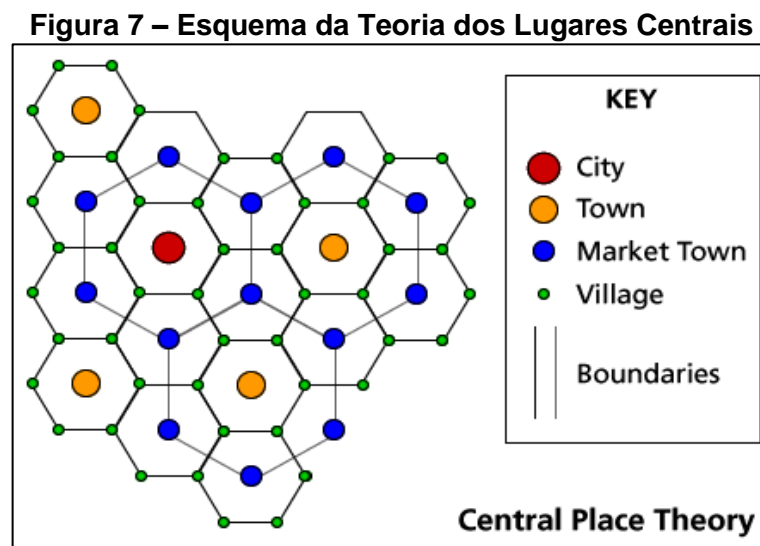 Figura 7 – Esquema da Teoria dos Lugares Centrais
KEY
City
Town
Market Town
Village
Boundaries
Central Place Theory